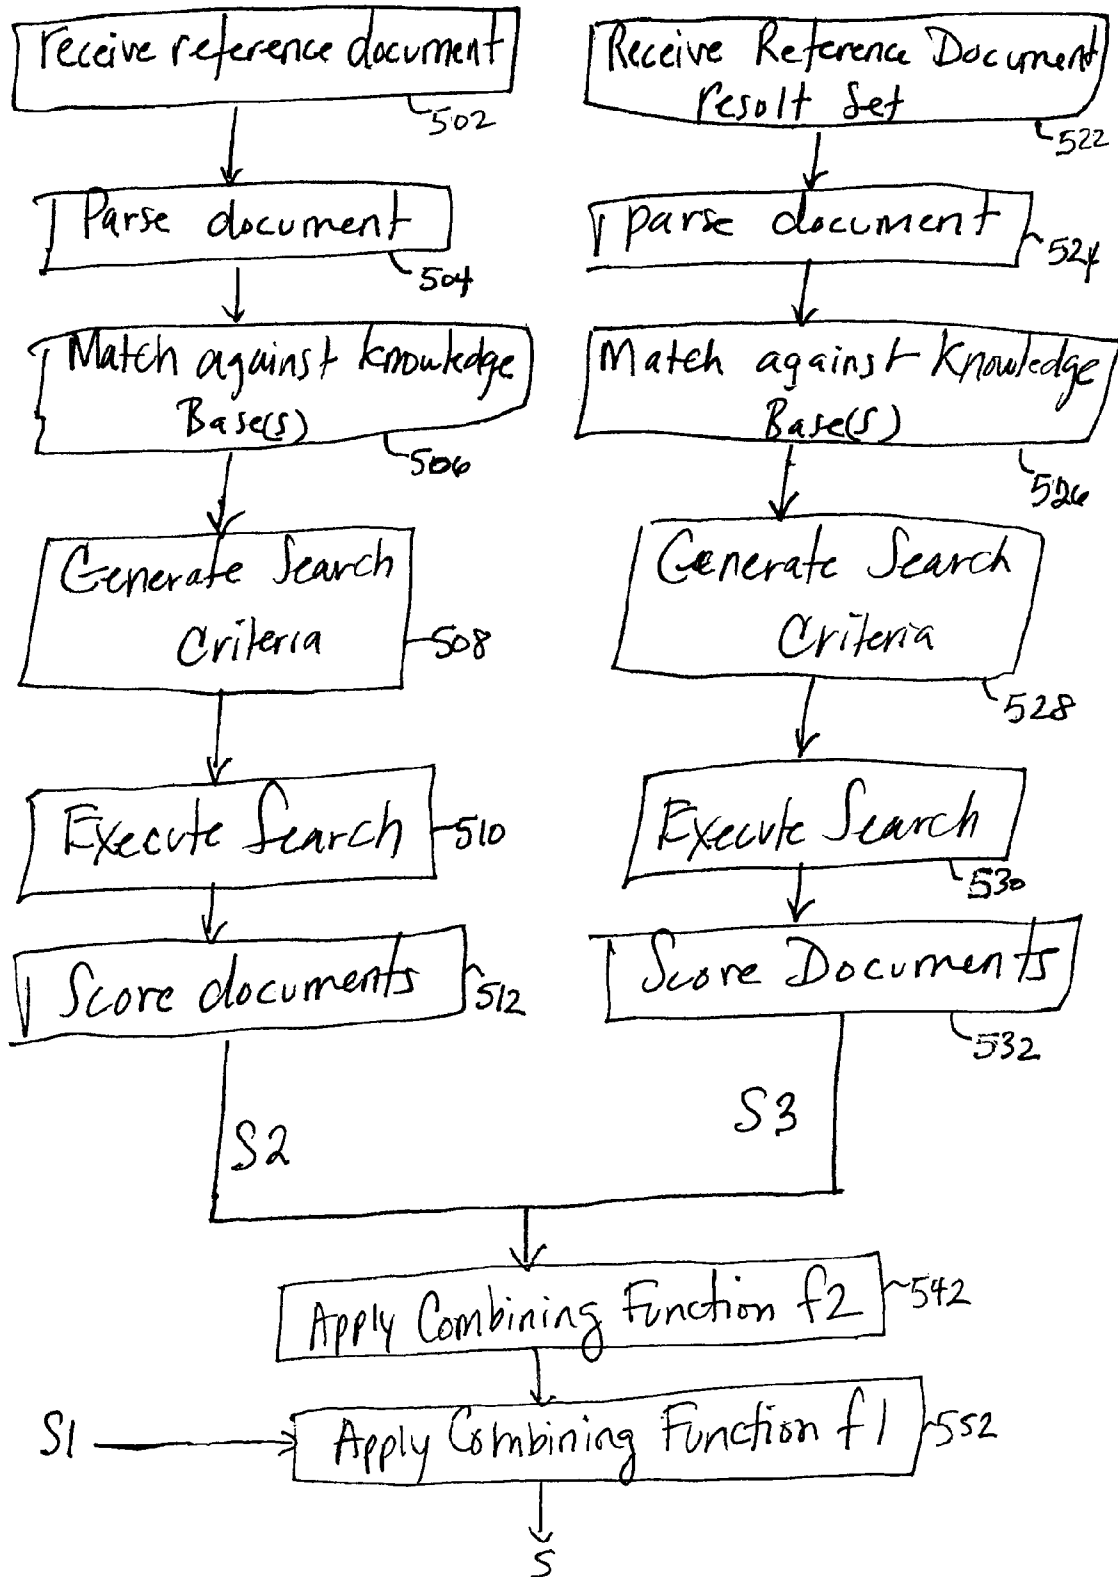 receive reference document
502
Parse document
504
Match against knowledge
Base(s)
506
Generate Search
Criteria
508
Execute Search
510
Score documents
512
S2
Receive Reference Document
result set
522
parse document
524
Match against Knowledge
Base(s)
526
Generate Search
Criteria
528
Execute Search
530
Score Documents
532
S3
Apply Combining Function f2
542
S1
Apply Combining Function f1
552
S